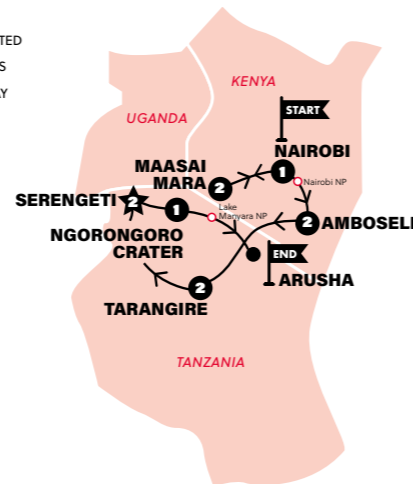 TED
S
AY
KENYA
START
UGANDA
NAIROBI
1
Nairobi NP
MAASAI
MARA
2
SERENGETI
2
1
Lake
Manyara NP
2
AMBOSELI
NGORONGORO
CRATER
END
ARUSHA
2
TARANGIRE
TANZANIA